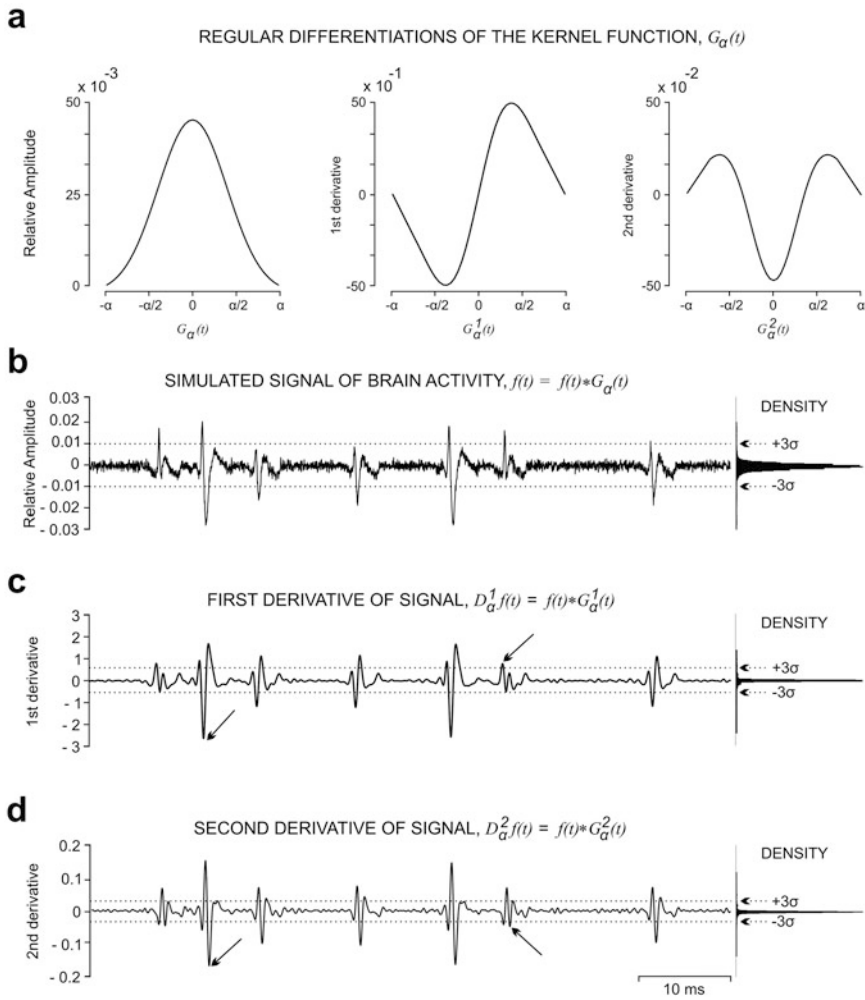 a
REGULAR DIFFERENTIATIONS OF THE KERNEL FUNCTION, Gα(t)
x 10⁻³
50
25
0
Relative Amplitude
-α -α/2 0 α/2 α
Gα(t)
x 10⁻¹
50
0
-50
1st derivative
-α -α/2 0 α/2 α
G¹α(t)
x 10⁻²
50
0
-50
2nd derivative
-α -α/2 0 α/2 α
G²α(t)
b
SIMULATED SIGNAL OF BRAIN ACTIVITY, f(t) = f(t)*Gα(t)
0.03
0.02
0.01
0
- 0.01
- 0.02
- 0.03
Relative Amplitude
DENSITY
+3σ
-3σ
c
FIRST DERIVATIVE OF SIGNAL, D¹αf(t) = f(t)*G¹α(t)
3
2
1
0
- 1
- 2
- 3
1st derivative
DENSITY
+3σ
-3σ
d
SECOND DERIVATIVE OF SIGNAL, D²αf(t) = f(t)*G²α(t)
0.2
0.1
0
- 0.1
- 0.2
2nd derivative
DENSITY
+3σ
-3σ
10 ms